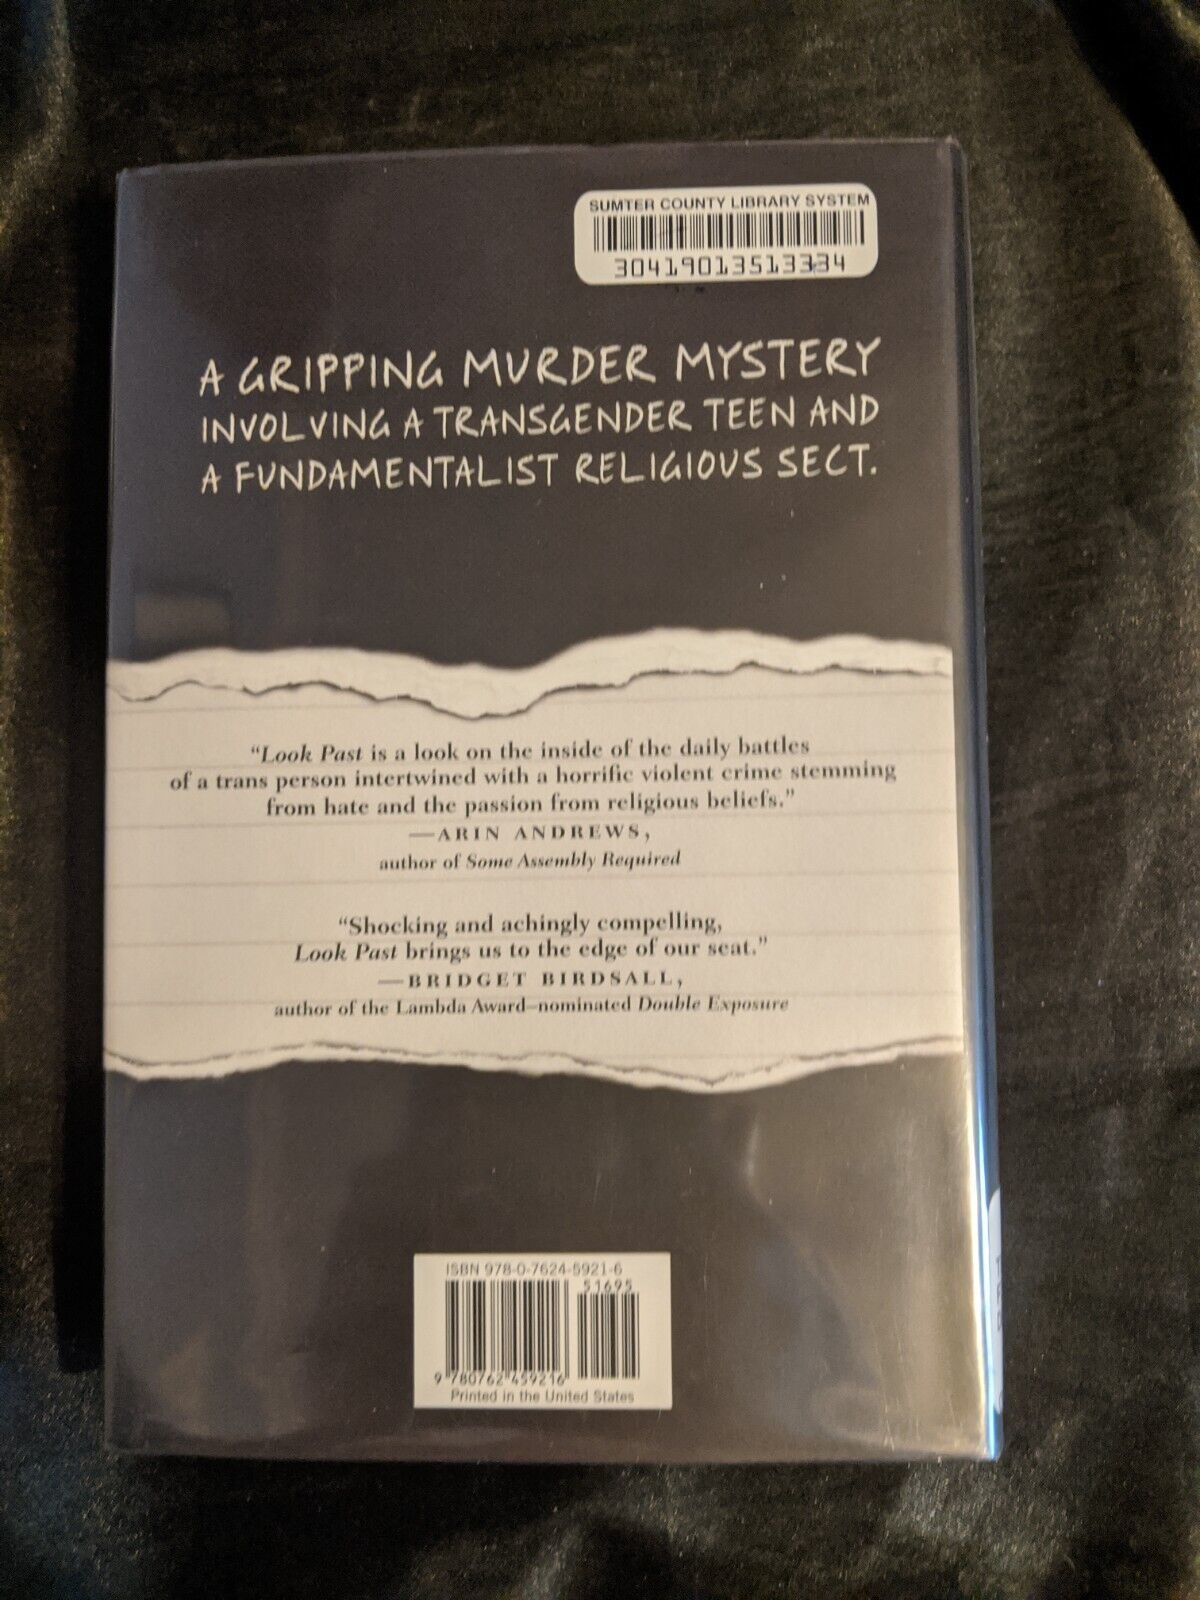 SUMTER COUNTY LIBRARY SYSTEM
30419013513334
A GRIPPING MURDER MYSTERY
INVOLVING A TRANSGENDER TEEN AND
A FUNDAMENTALIST RELIGIOUS SECT.
“Look Past is a look on the inside of the daily battles
of a trans person intertwined with a horrific violent crime stemming
from hate and the passion from religious beliefs.”
—ARIN ANDREWS,
author of Some Assembly Required
“Shocking and achingly compelling,
Look Past brings us to the edge of our seat.”
—BRIDGET BIRDSALL,
author of the Lambda Award–nominated Double Exposure
ISBN 978-0-7624-5921-6
51695
9 780762 459216
Printed in the United States